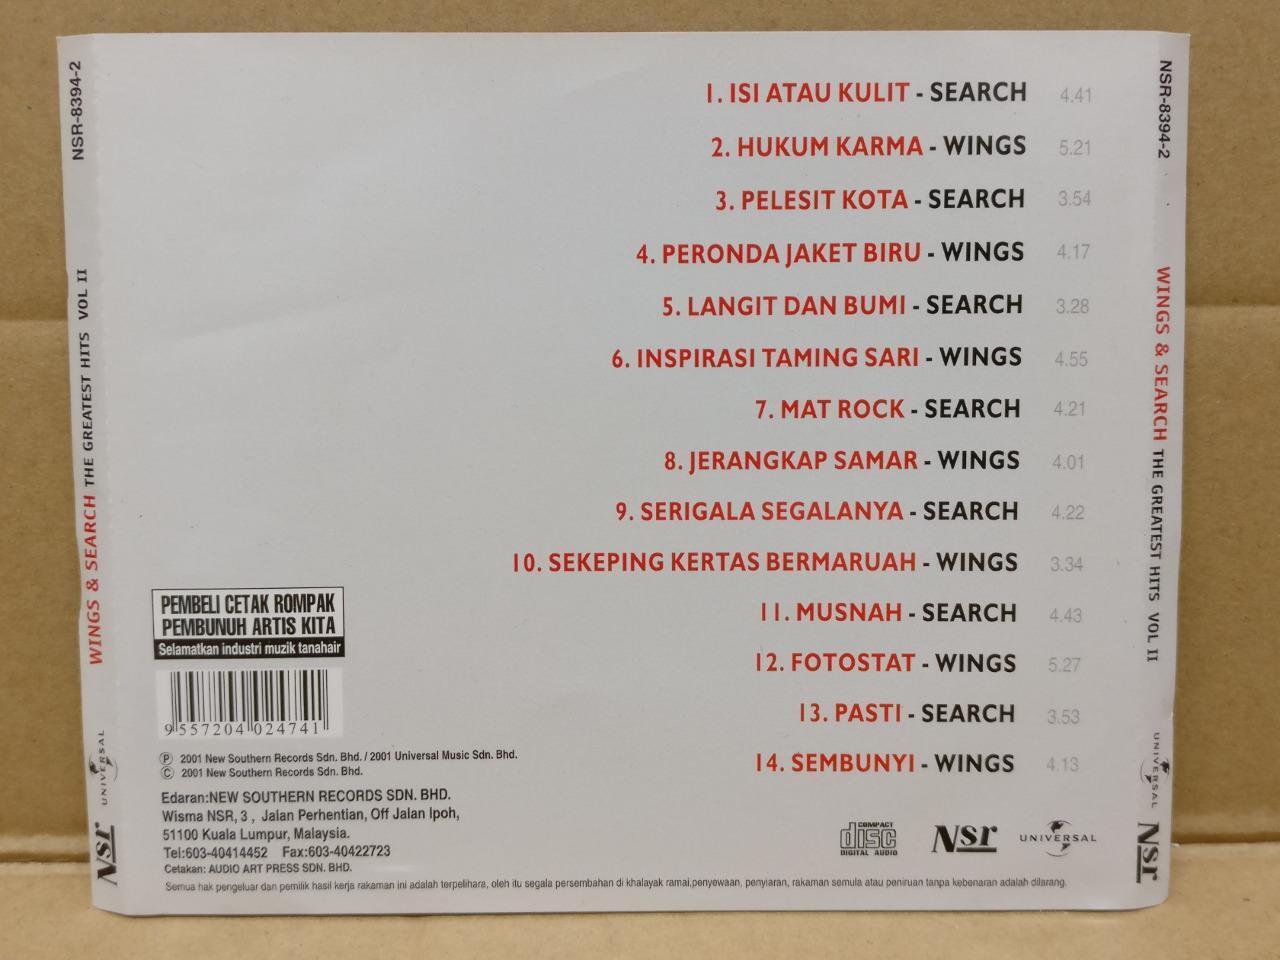 NSR-8394-2
WINGS & SEARCH THE GREATEST HITS VOL II
UNIVERSAL
Nsr
1. ISI ATAU KULIT - SEARCH 4.41
2. HUKUM KARMA - WINGS 5.21
3. PELESIT KOTA - SEARCH 3.54
4. PERONDA JAKET BIRU - WINGS 4.17
5. LANGIT DAN BUMI - SEARCH 3.28
6. INSPIRASI TAMING SARI - WINGS 4.55
7. MAT ROCK - SEARCH 4.21
8. JERANGKAP SAMAR - WINGS 4.01
9. SERIGALA SEGALANYA - SEARCH 4.22
10. SEKEPING KERTAS BERMARUAH - WINGS 3.34
11. MUSNAH - SEARCH 4.43
12. FOTOSTAT - WINGS 5.27
13. PASTI - SEARCH 3.53
14. SEMBUNYI - WINGS 4.13
PEMBELI CETAK ROMPAK
PEMBUNUH ARTIS KITA
Selamatkan industri muzik tanahair
9 557204 024741
Ⓟ 2001 New Southern Records Sdn. Bhd. / 2001 Universal Music Sdn. Bhd.
© 2001 New Southern Records Sdn. Bhd.
Edaran:NEW SOUTHERN RECORDS SDN. BHD.
Wisma NSR, 3 , Jalan Perhentian, Off Jalan Ipoh,
51100 Kuala Lumpur, Malaysia.
Tel:603-40414452 Fax:603-40422723
Cetakan: AUDIO ART PRESS SDN. BHD.
Semua hak pengeluar dan pemilik hasil kerja rakaman ini adalah terpelihara, oleh itu segala persembahan di khalayak ramai,penyewaan, penyiaran, rakaman semula atau peniruan tanpa kebenaran adalah dilarang.
COMPACT
disc
DIGITAL AUDIO
Nsr
UNIVERSAL
NSR-8394-2
WINGS & SEARCH THE GREATEST HITS VOL II
UNIVERSAL
Nsr